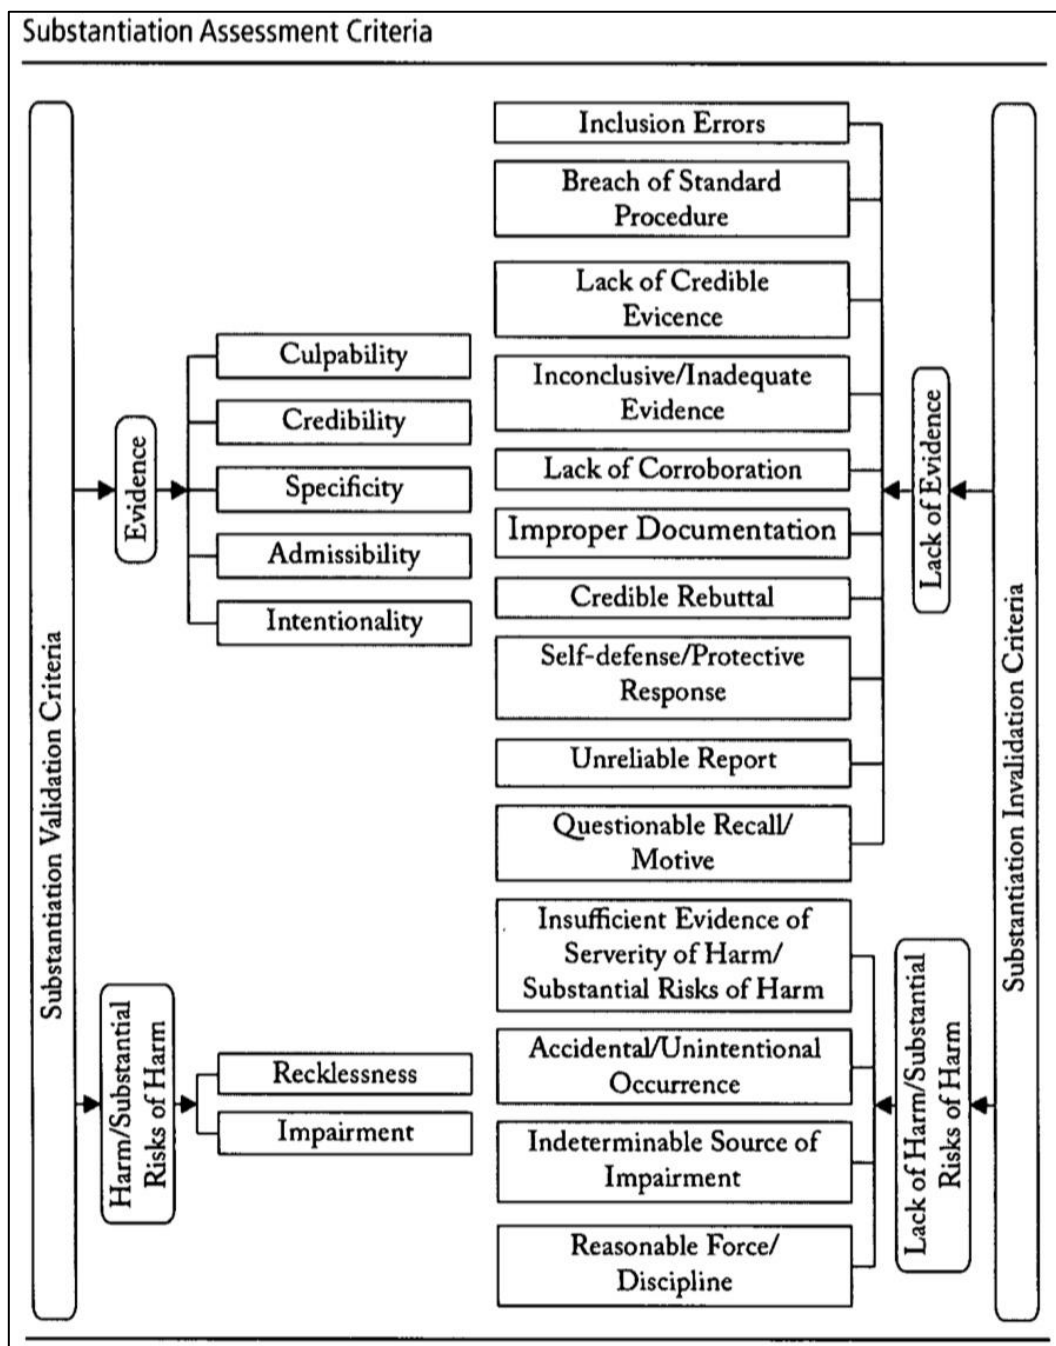 Substantiation Assessment Criteria
Substantiation Validation Criteria
Evidence
Culpability
Credibility
Specificity
Admissibility
Intentionality
Harm/Substantial
Risks of Harm
Recklessness
Impairment
Inclusion Errors
Breach of Standard
Procedure
Lack of Credible
Evicence
Inconclusive/Inadequate
Evidence
Lack of Corroboration
Improper Documentation
Credible Rebuttal
Self-defense/Protective
Response
Unreliable Report
Questionable Recall/
Motive
Insufficient Evidence of
Serverity of Harm/
Substantial Risks of Harm
Accidental/Unintentional
Occurrence
Indeterminable Source of
Impairment
Reasonable Force/
Discipline
Lack of Evidence
Lack of Harm/Substantial
Risks of Harm
Substantiation Invalidation Criteria